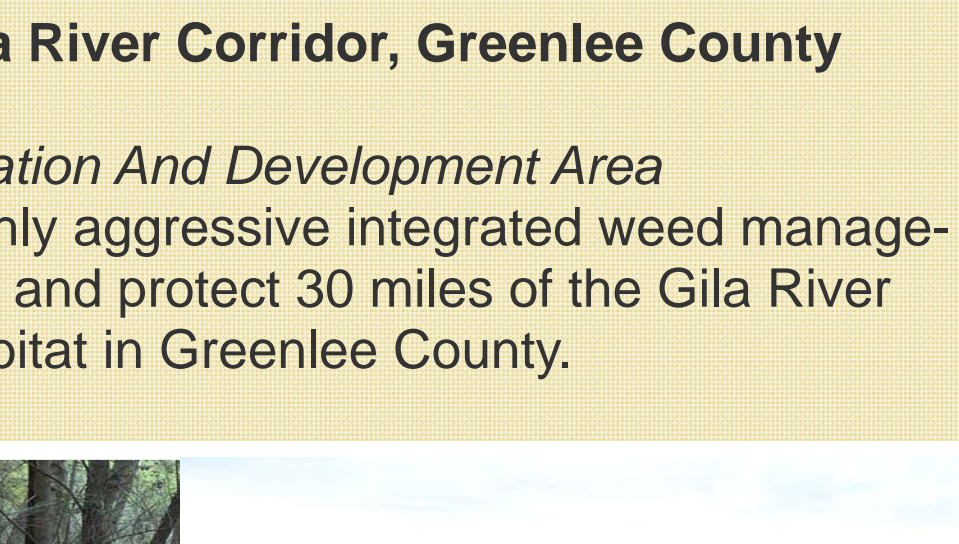 a River Corridor, Greenlee County
ation And Development Area
hly aggressive integrated weed manage-
and protect 30 miles of the Gila River
bitat in Greenlee County.